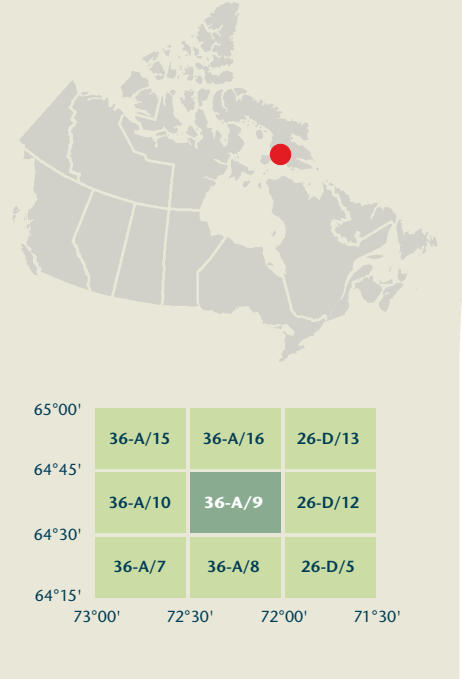 65°00'
36-A/15 36-A/16 26-D/13
64°45'
36-A/10 36-A/9 26-D/12
64°30'
36-A/7 36-A/8 26-D/5
64°15'
73°00' 72°30' 72°00' 71°30'